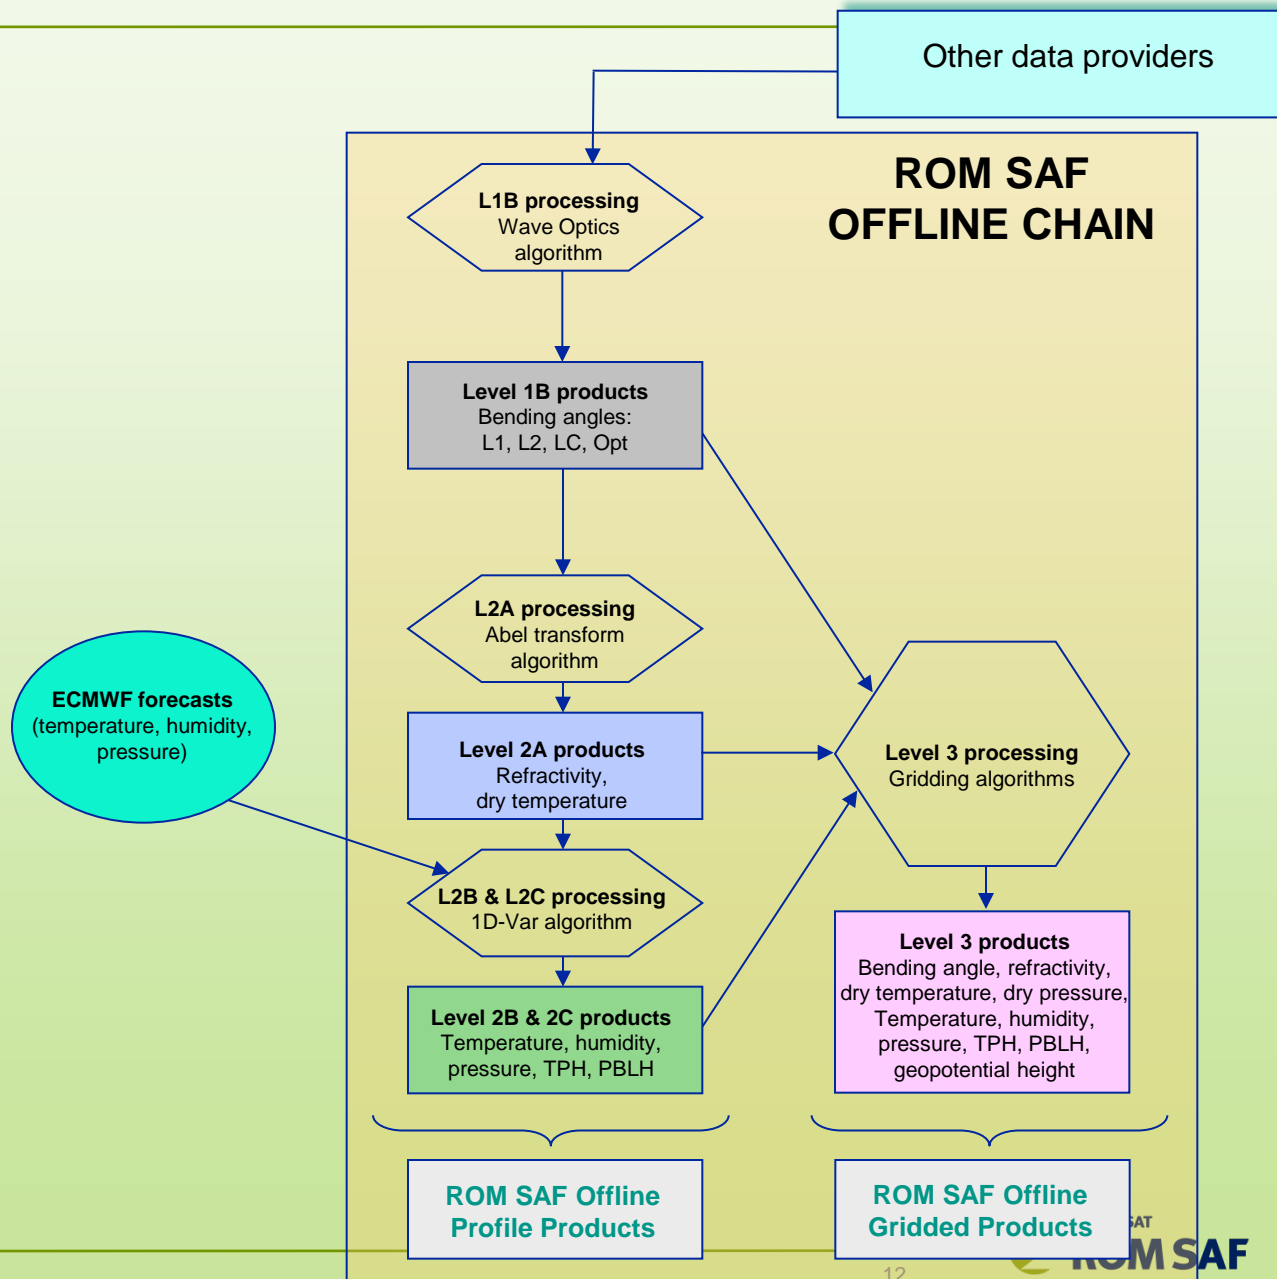 Other data providers
ROM SAF
OFFLINE CHAIN
L1B processing
Wave Optics
algorithm
Level 1B products
Bending angles:
L1, L2, LC, Opt
L2A processing
Abel transform
algorithm
ECMWF forecasts
(temperature, humidity,
pressure)
Level 2A products
Refractivity,
dry temperature
Level 3 processing
Gridding algorithms
L2B & L2C processing
1D-Var algorithm
Level 2B & 2C products
Temperature, humidity,
pressure, TPH, PBLH
Level 3 products
Bending angle, refractivity,
dry temperature, dry pressure,
Temperature, humidity,
pressure, TPH, PBLH,
geopotential height
ROM SAF Offline
Profile Products
ROM SAF Offline
Gridded Products
SAT
ROM SAF
12